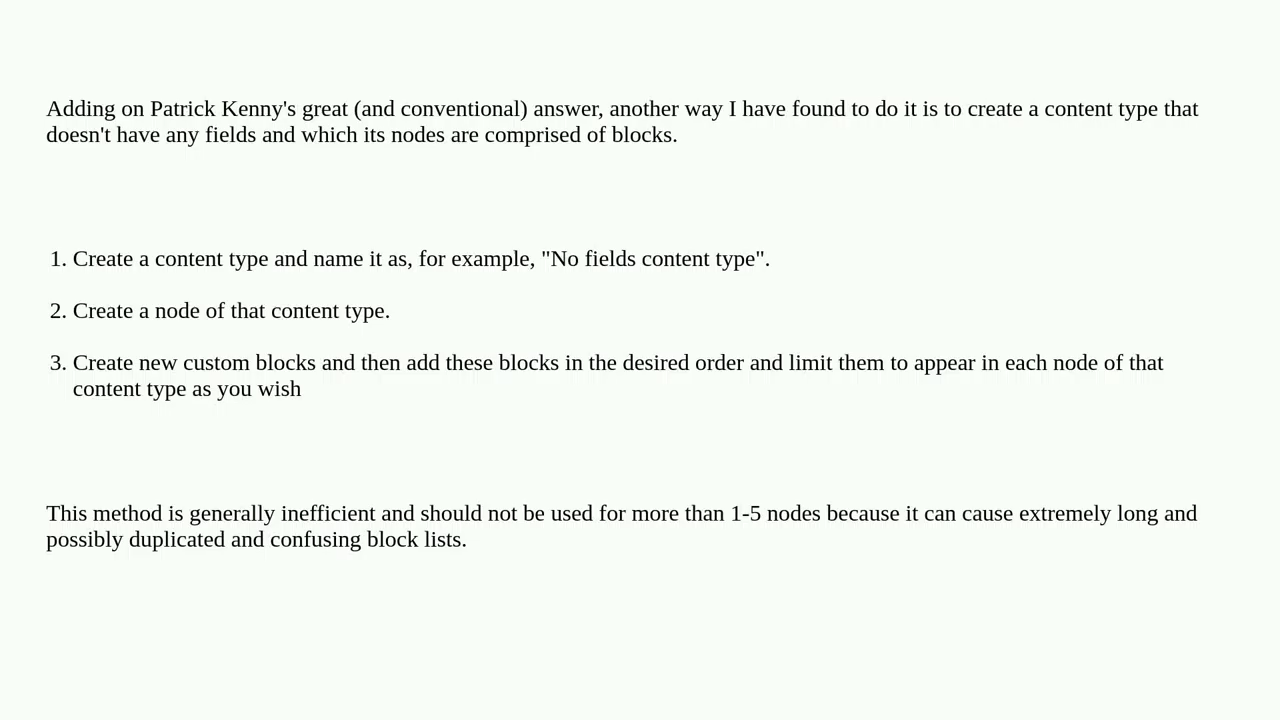 Adding on Patrick Kenny's great (and conventional) answer, another way I have found to do it is to create a content type that
doesn't have any fields and which its nodes are comprised of blocks.
1. Create a content type and name it as, for example, "No fields content type".
2. Create a node of that content type.
3. Create new custom blocks and then add these blocks in the desired order and limit them to appear in each node of that
content type as you wish
This method is generally inefficient and should not be used for more than 1-5 nodes because it can cause extremely long and
possibly duplicated and confusing block lists.